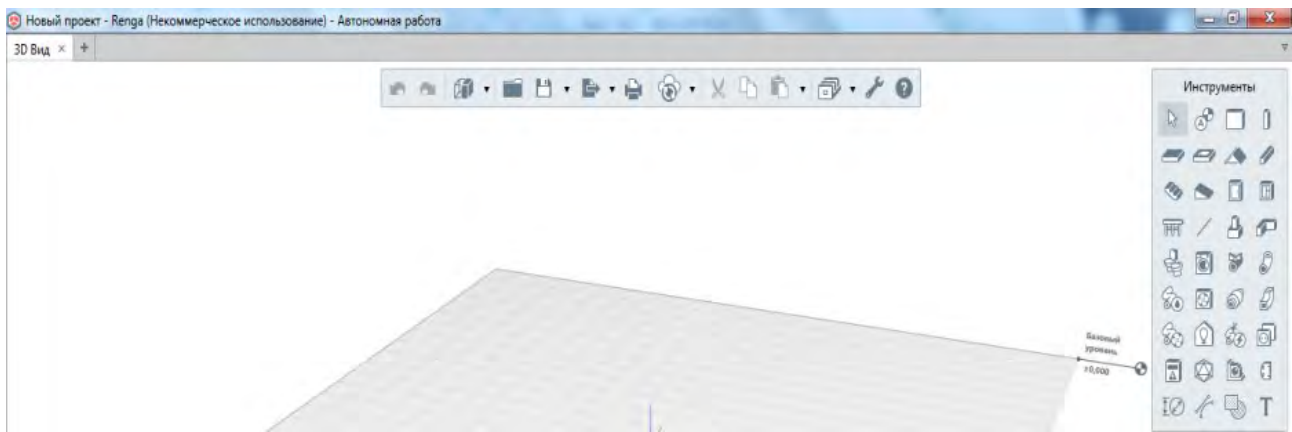 Новый проект - Renga (Некоммерческое использование) - Автономная работа
3D Вид
Инструменты
Базовый
уровень
±0,000
T